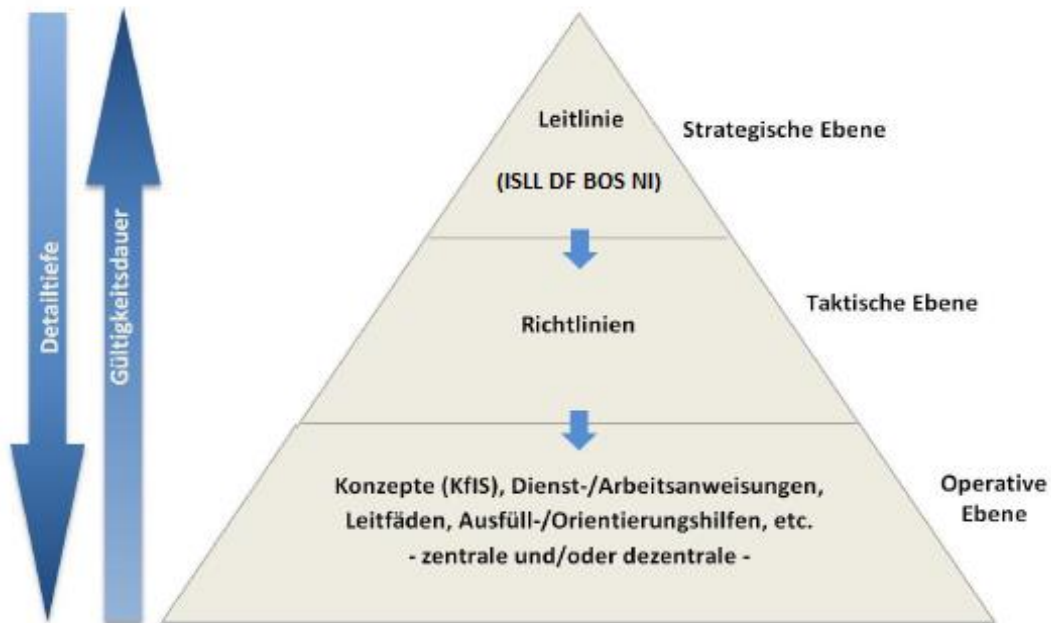 Detailtiefe
Gültigkeitsdauer
Leitlinie
(ISLL DF BOS NI)
Strategische Ebene
Richtlinien
Taktische Ebene
Konzepte (KfIS), Dienst-/Arbeitsanweisungen,
Leitfäden, Ausfüll-/Orientierungshilfen, etc.
- zentrale und/oder dezentrale -
Operative
Ebene